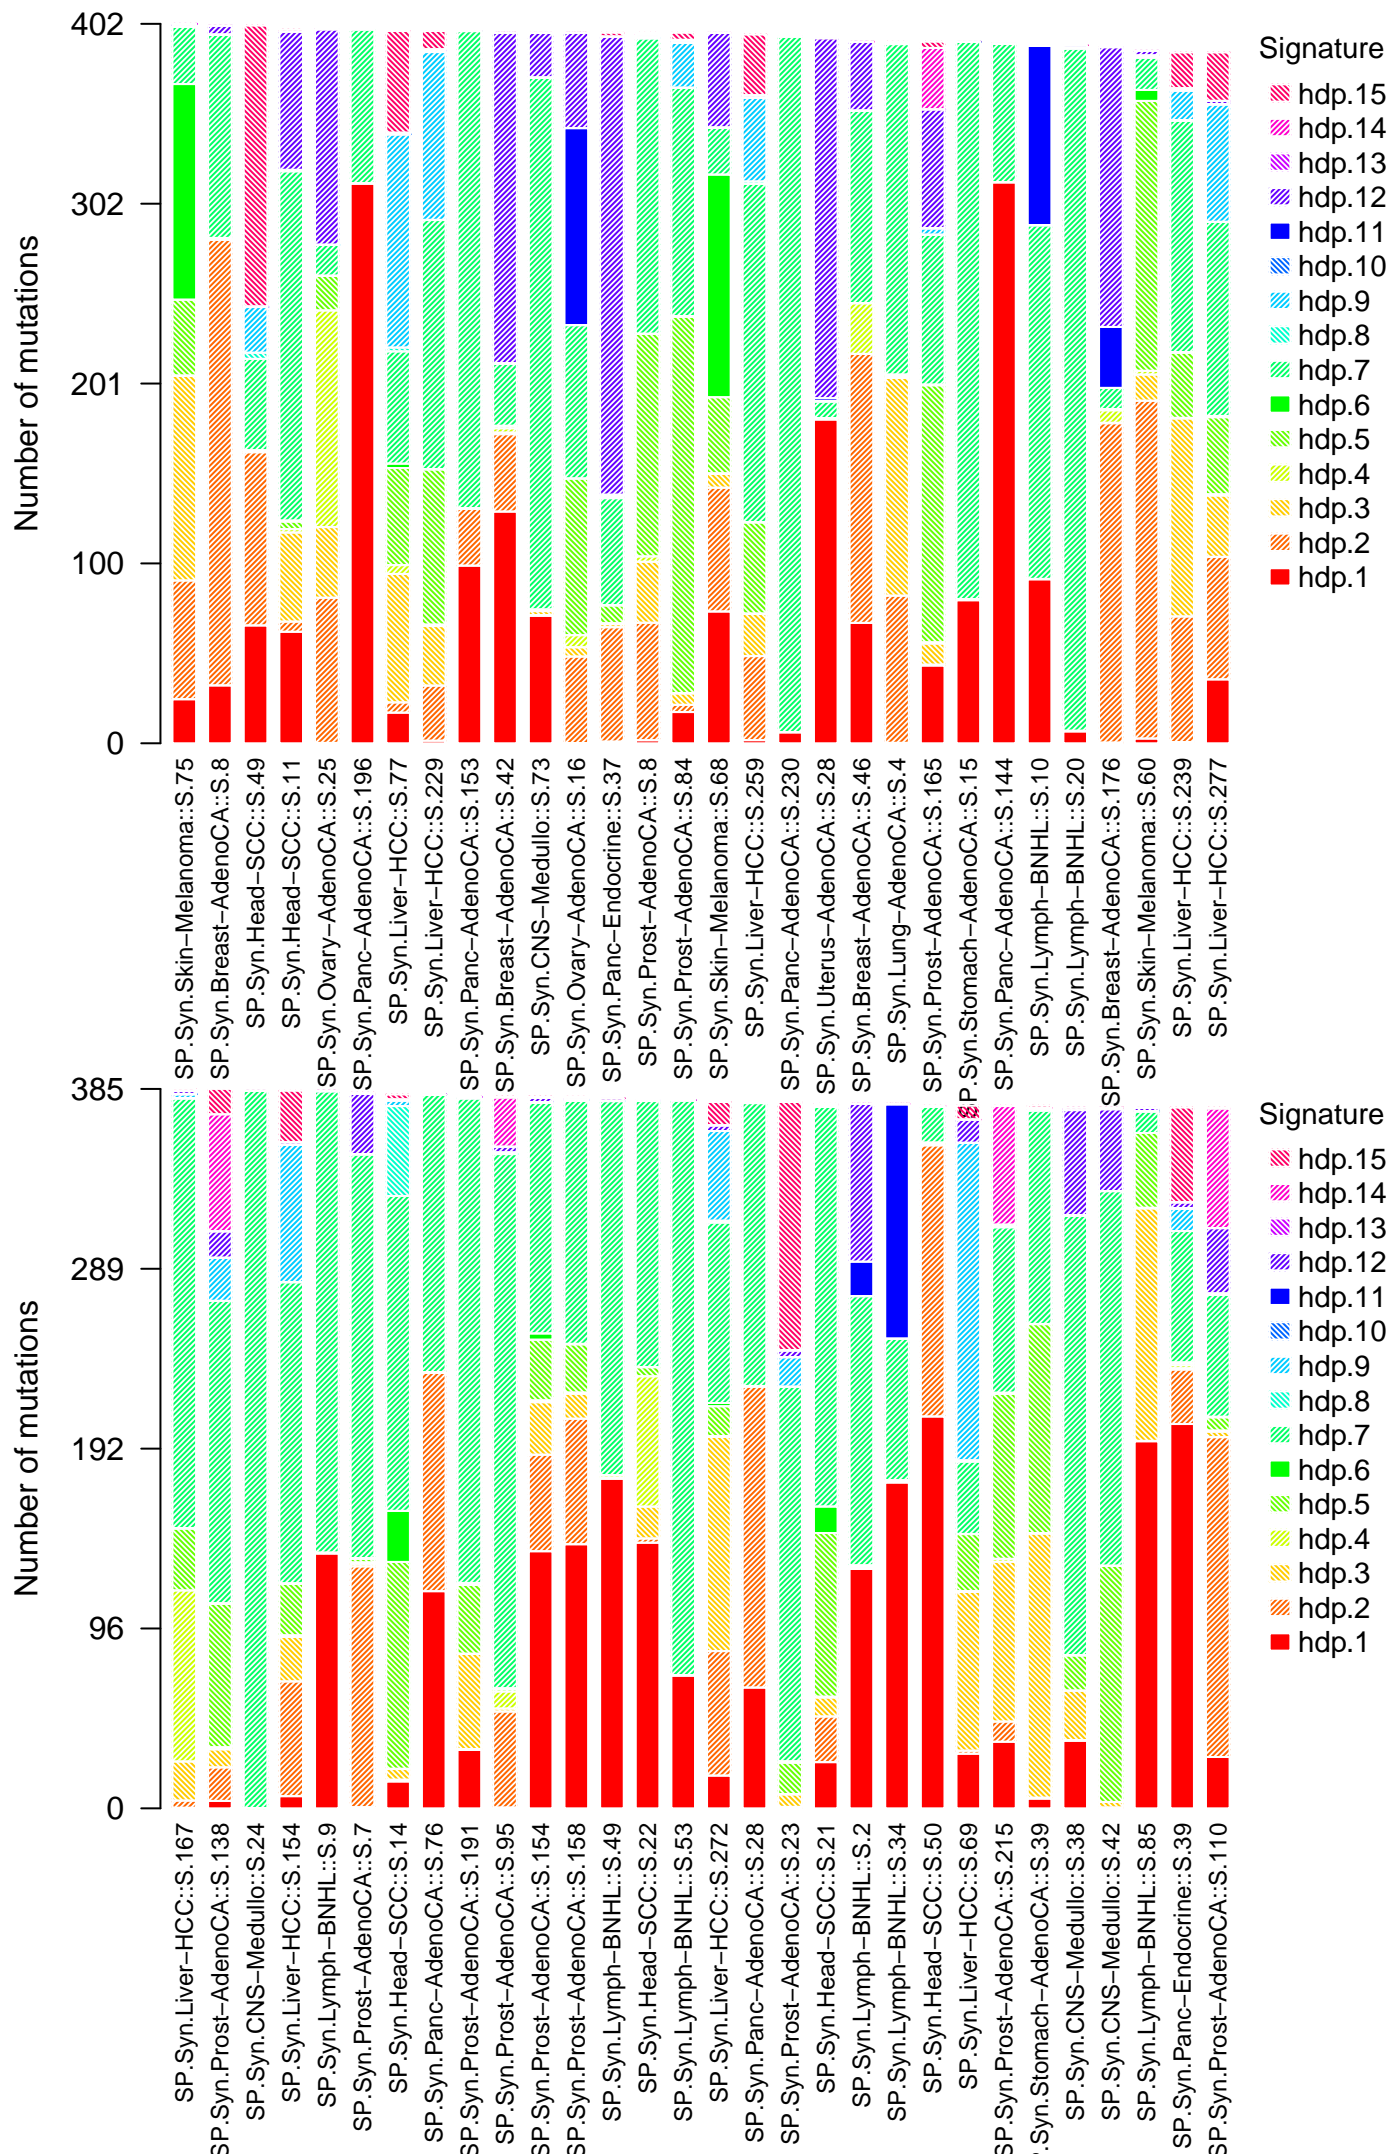 Number of mutations
402
302
201
100
0
Signature
hdp.15
hdp.14
hdp.13
hdp.12
hdp.11
hdp.10
hdp.9
hdp.8
hdp.7
hdp.6
hdp.5
hdp.4
hdp.3
hdp.2
hdp.1
SP.Syn.Skin−Melanoma::S.75
SP.Syn.Breast−AdenoCA::S.8
SP.Syn.Head−SCC::S.49
SP.Syn.Head−SCC::S.11
SP.Syn.Ovary−AdenoCA::S.25
SP.Syn.Panc−AdenoCA::S.196
SP.Syn.Liver−HCC::S.77
SP.Syn.Liver−HCC::S.229
SP.Syn.Panc−AdenoCA::S.153
SP.Syn.Breast−AdenoCA::S.42
SP.Syn.CNS−Medullo::S.73
SP.Syn.Ovary−AdenoCA::S.16
SP.Syn.Panc−Endocrine::S.37
SP.Syn.Prost−AdenoCA::S.8
SP.Syn.Prost−AdenoCA::S.84
SP.Syn.Skin−Melanoma::S.68
SP.Syn.Liver−HCC::S.259
SP.Syn.Panc−AdenoCA::S.230
SP.Syn.Uterus−AdenoCA::S.28
SP.Syn.Breast−AdenoCA::S.46
SP.Syn.Lung−AdenoCA::S.4
SP.Syn.Prost−AdenoCA::S.165
SP.Syn.Stomach−AdenoCA::S.15
SP.Syn.Panc−AdenoCA::S.144
SP.Syn.Lymph−BNHL::S.10
SP.Syn.Lymph−BNHL::S.20
SP.Syn.Breast−AdenoCA::S.176
SP.Syn.Skin−Melanoma::S.60
SP.Syn.Liver−HCC::S.239
SP.Syn.Liver−HCC::S.277
Number of mutations
385
289
192
96
0
Signature
hdp.15
hdp.14
hdp.13
hdp.12
hdp.11
hdp.10
hdp.9
hdp.8
hdp.7
hdp.6
hdp.5
hdp.4
hdp.3
hdp.2
hdp.1
SP.Syn.Liver−HCC::S.167
SP.Syn.Prost−AdenoCA::S.138
SP.Syn.CNS−Medullo::S.24
SP.Syn.Liver−HCC::S.154
SP.Syn.Lymph−BNHL::S.9
SP.Syn.Prost−AdenoCA::S.7
SP.Syn.Head−SCC::S.14
SP.Syn.Panc−AdenoCA::S.76
SP.Syn.Prost−AdenoCA::S.191
SP.Syn.Prost−AdenoCA::S.95
SP.Syn.Prost−AdenoCA::S.154
SP.Syn.Prost−AdenoCA::S.158
SP.Syn.Lymph−BNHL::S.49
SP.Syn.Head−SCC::S.22
SP.Syn.Lymph−BNHL::S.53
SP.Syn.Liver−HCC::S.272
SP.Syn.Panc−AdenoCA::S.28
SP.Syn.Prost−AdenoCA::S.23
SP.Syn.Head−SCC::S.21
SP.Syn.Lymph−BNHL::S.2
SP.Syn.Lymph−BNHL::S.34
SP.Syn.Head−SCC::S.50
SP.Syn.Liver−HCC::S.69
SP.Syn.Prost−AdenoCA::S.215
.Syn.Stomach−AdenoCA::S.39
SP.Syn.CNS−Medullo::S.38
SP.Syn.CNS−Medullo::S.42
SP.Syn.Lymph−BNHL::S.85
SP.Syn.Panc−Endocrine::S.39
SP.Syn.Prost−AdenoCA::S.110